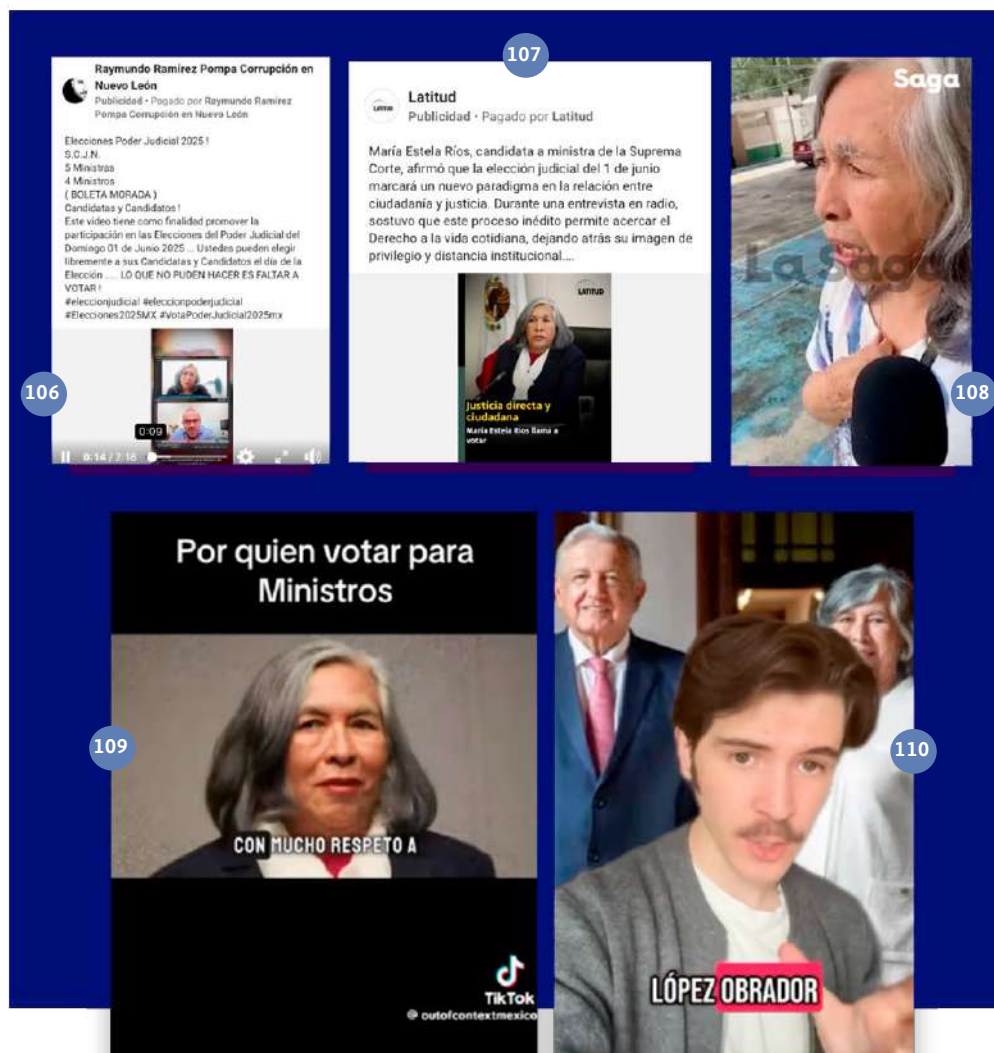 106
Raymundo Ramírez Pompa Corrupción en
Nuevo León
Publicidad · Pagado por Raymundo Ramírez
Pompa Corrupción en Nuevo León
Elecciones Poder Judicial 2025 !
S.C.J.N.
5 Ministras
4 Ministros
( BOLETA MORADA )
Candidatas y Candidatos !
Este video tiene como finalidad promover la
participación en las Elecciones del Poder Judicial del
Domingo 01 de Junio 2025 ... Ustedes pueden elegir
libremente a sus Candidatas y Candidatos el día de la
Elección .... LO QUE NO PUDEN HACER ES FALTAR A
VOTAR !
#eleccionjudicial #eleccionpoderjudicial
#Elecciones2025MX #VotaPoderJudicial2025mx
0:09
0:14 / 2:18
107
LATITUD
Latitud
Publicidad · Pagado por Latitud
María Estela Ríos, candidata a ministra de la Suprema
Corte, afirmó que la elección judicial del 1 de junio
marcará un nuevo paradigma en la relación entre
ciudadanía y justicia. Durante una entrevista en radio,
sostuvo que este proceso inédito permite acercar el
Derecho a la vida cotidiana, dejando atrás su imagen de
privilegio y distancia institucional....
LATITUD
Justicia directa y
ciudadana
María Estela Ríos llama a
votar
108
Saga
La Saga
109
Por quien votar para
Ministros
CON MUCHO RESPETO A
TikTok
@ outofcontextmexico
110
LÓPEZ OBRADOR